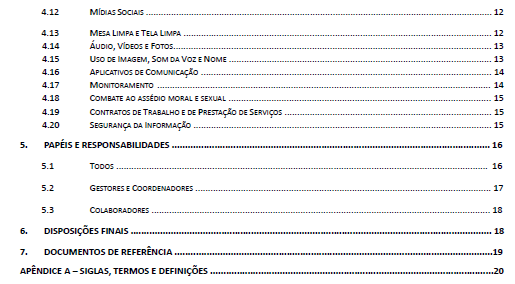 4.12 Mídias Sociais ........ 12
4.13 Mesa Limpa e Tela Limpa ........ 12
4.14 Áudio, Vídeos e Fotos ........ 13
4.15 Uso de Imagem, Som da Voz e Nome ........ 13
4.16 Aplicativos de Comunicação ........ 14
4.17 Monitoramento ........ 14
4.18 Combate ao assédio moral e sexual ........ 15
4.19 Contratos de Trabalho e de Prestação de Serviços ........ 15
4.20 Segurança da Informação ........ 15
5. PAPÉIS E RESPONSABILIDADES ........ 16
5.1 Todos ........ 16
5.2 Gestores e Coordenadores ........ 17
5.3 Colaboradores ........ 18
6. DISPOSIÇÕES FINAIS ........ 18
7. DOCUMENTOS DE REFERÊNCIA ........ 19
APÊNDICE A – SIGLAS, TERMOS E DEFINIÇÕES ........ 20